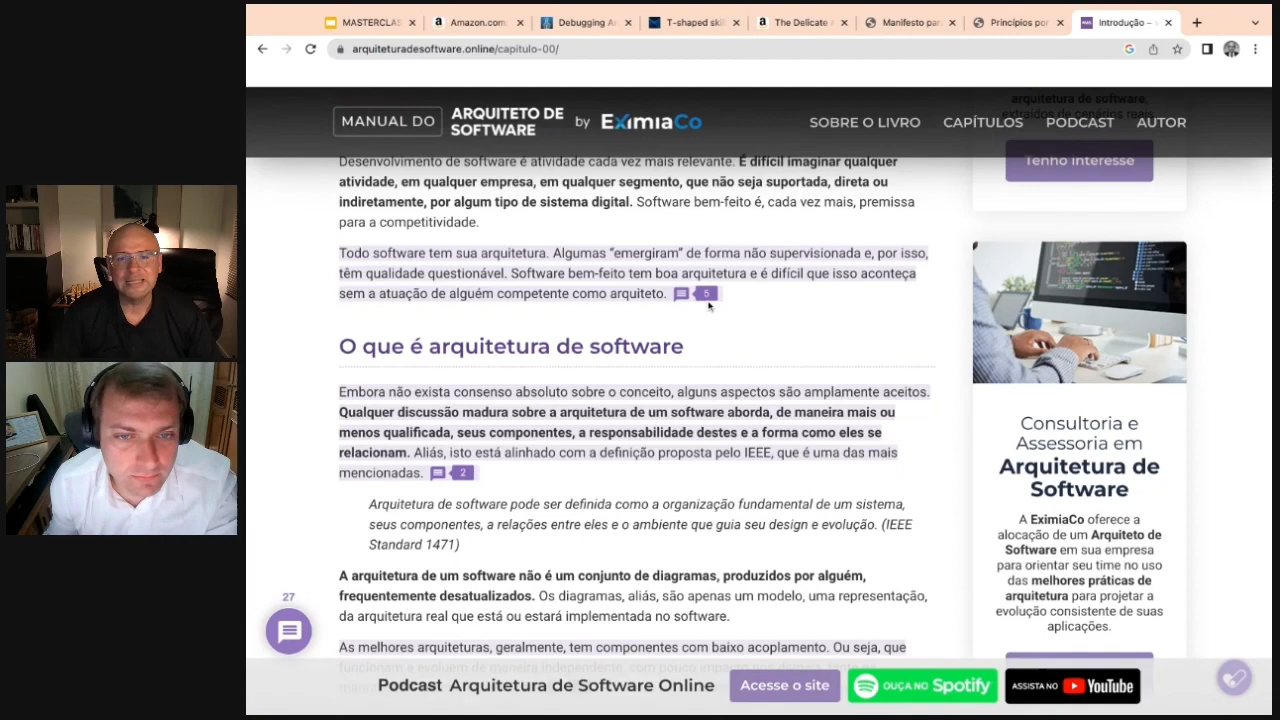 MASTERCLAS
Amazon.com:
Debugging Ar
T-shaped skil
The Delicate A
Manifesto par
Princípios por
Introdução –
arquiteturadesoftware.online/capitulo-00/
MANUAL DO
ARQUITETO DE
SOFTWARE
by
EXimiaCo
SOBRE O LIVRO
CAPÍTULOS
PODCAST
AUTOR
Desenvolvimento de software é atividade cada vez mais relevante. É difícil imaginar qualquer
atividade, em qualquer empresa, em qualquer segmento, que não seja suportada, direta ou
indiretamente, por algum tipo de sistema digital. Software bem-feito é, cada vez mais, premissa
para a competitividade.
Todo software tem sua arquitetura. Algumas “emergiram” de forma não supervisionada e, por isso,
têm qualidade questionável. Software bem-feito tem boa arquitetura e é difícil que isso aconteça
sem a atuação de alguém competente como arquiteto.
5
O que é arquitetura de software
Embora não exista consenso absoluto sobre o conceito, alguns aspectos são amplamente aceitos.
Qualquer discussão madura sobre a arquitetura de um software aborda, de maneira mais ou
menos qualificada, seus componentes, a responsabilidade destes e a forma como eles se
relacionam. Aliás, isto está alinhado com a definição proposta pelo IEEE, que é uma das mais
mencionadas.
2
Arquitetura de software pode ser definida como a organização fundamental de um sistema,
seus componentes, a relações entre eles e o ambiente que guia seu design e evolução. (IEEE
Standard 1471)
A arquitetura de um software não é um conjunto de diagramas, produzidos por alguém,
frequentemente desatualizados. Os diagramas, aliás, são apenas um modelo, uma representação,
da arquitetura real que está ou estará implementada no software.
As melhores arquiteturas, geralmente, tem componentes com baixo acoplamento. Ou seja, que
funcionam e evoluem de maneira independente, com pouco impacto nos demais, tanto
27
arquitetura de software,
extraídos de cenários reais.
Tenho interesse
Consultoria e
Assessoria em
Arquitetura de
Software
A EximiaCo oferece a
alocação de um Arquiteto de
Software em sua empresa
para orientar seu time no uso
das melhores práticas de
arquitetura para projetar a
evolução consistente de suas
aplicações.
Podcast Arquitetura de Software Online
Acesse o site
OUÇA NO Spotify
ASSISTA NO YouTube